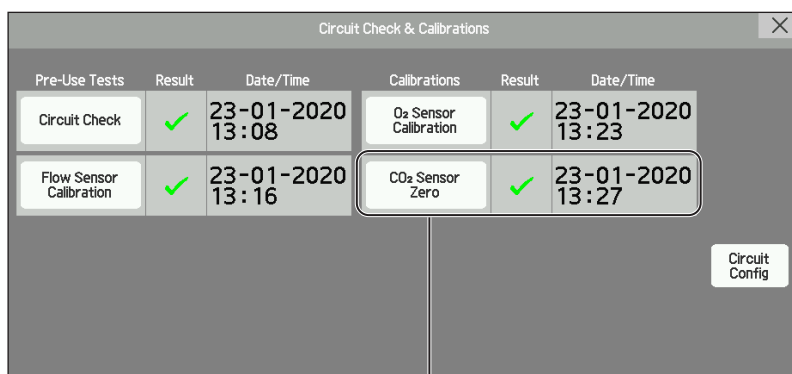 Circuit Check & Calibrations
Pre-Use Tests Result Date/Time Calibrations Result Date/Time
Circuit Check 23-01-2020 13:08
O₂ Sensor Calibration 23-01-2020 13:23
Flow Sensor Calibration 23-01-2020 13:16
CO₂ Sensor Zero 23-01-2020 13:27
Circuit
Config